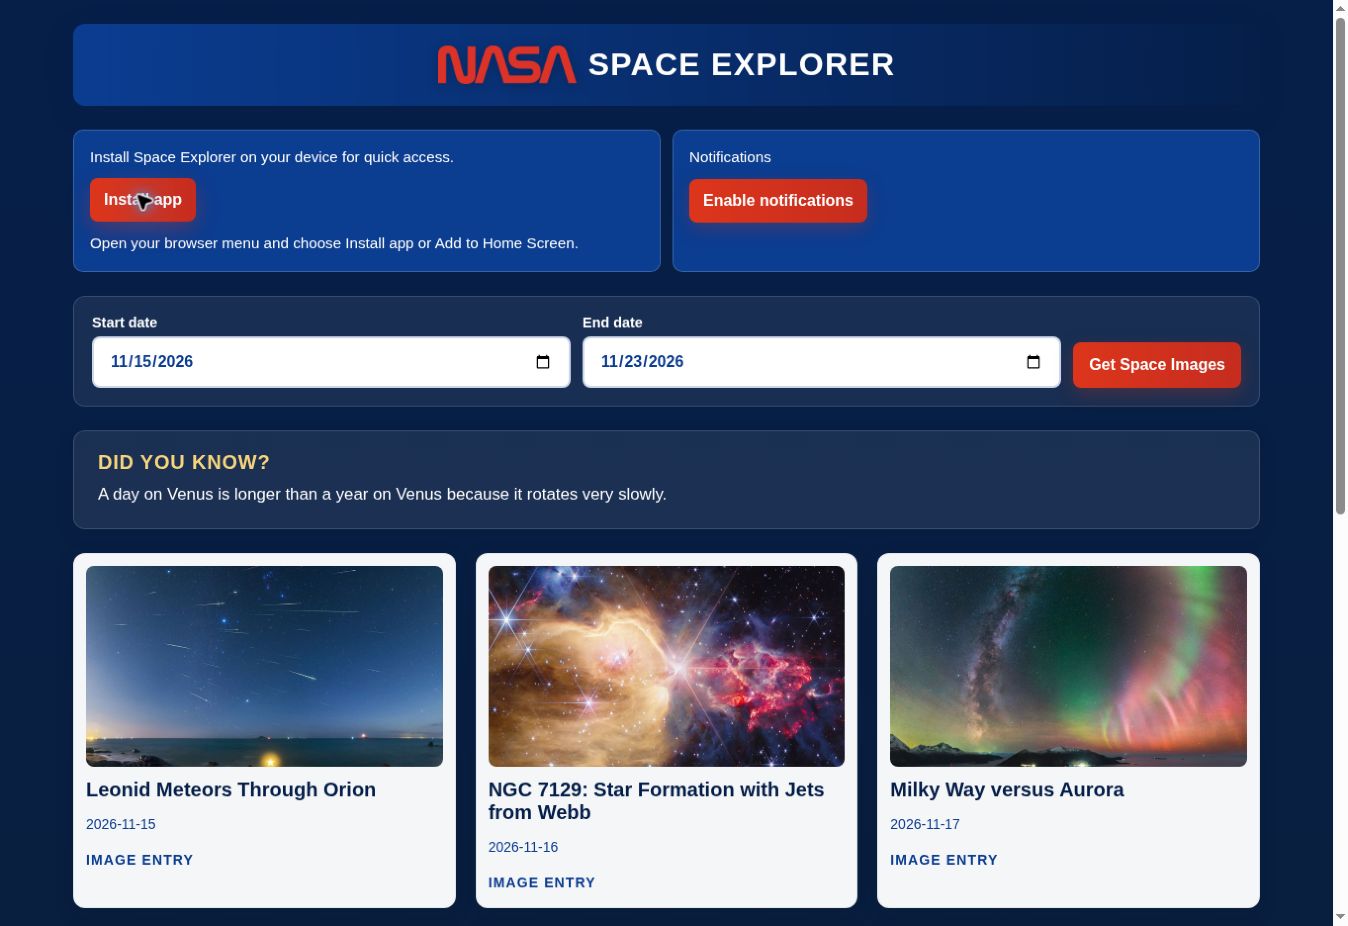 NASA SPACE EXPLORER
Install Space Explorer on your device for quick access.
Install app
Open your browser menu and choose Install app or Add to Home Screen.
Notifications
Enable notifications
Start date
11/15/2026
End date
11/23/2026
Get Space Images
DID YOU KNOW?
A day on Venus is longer than a year on Venus because it rotates very slowly.
Leonid Meteors Through Orion
2026-11-15
IMAGE ENTRY
NGC 7129: Star Formation with Jets
from Webb
2026-11-16
IMAGE ENTRY
Milky Way versus Aurora
2026-11-17
IMAGE ENTRY